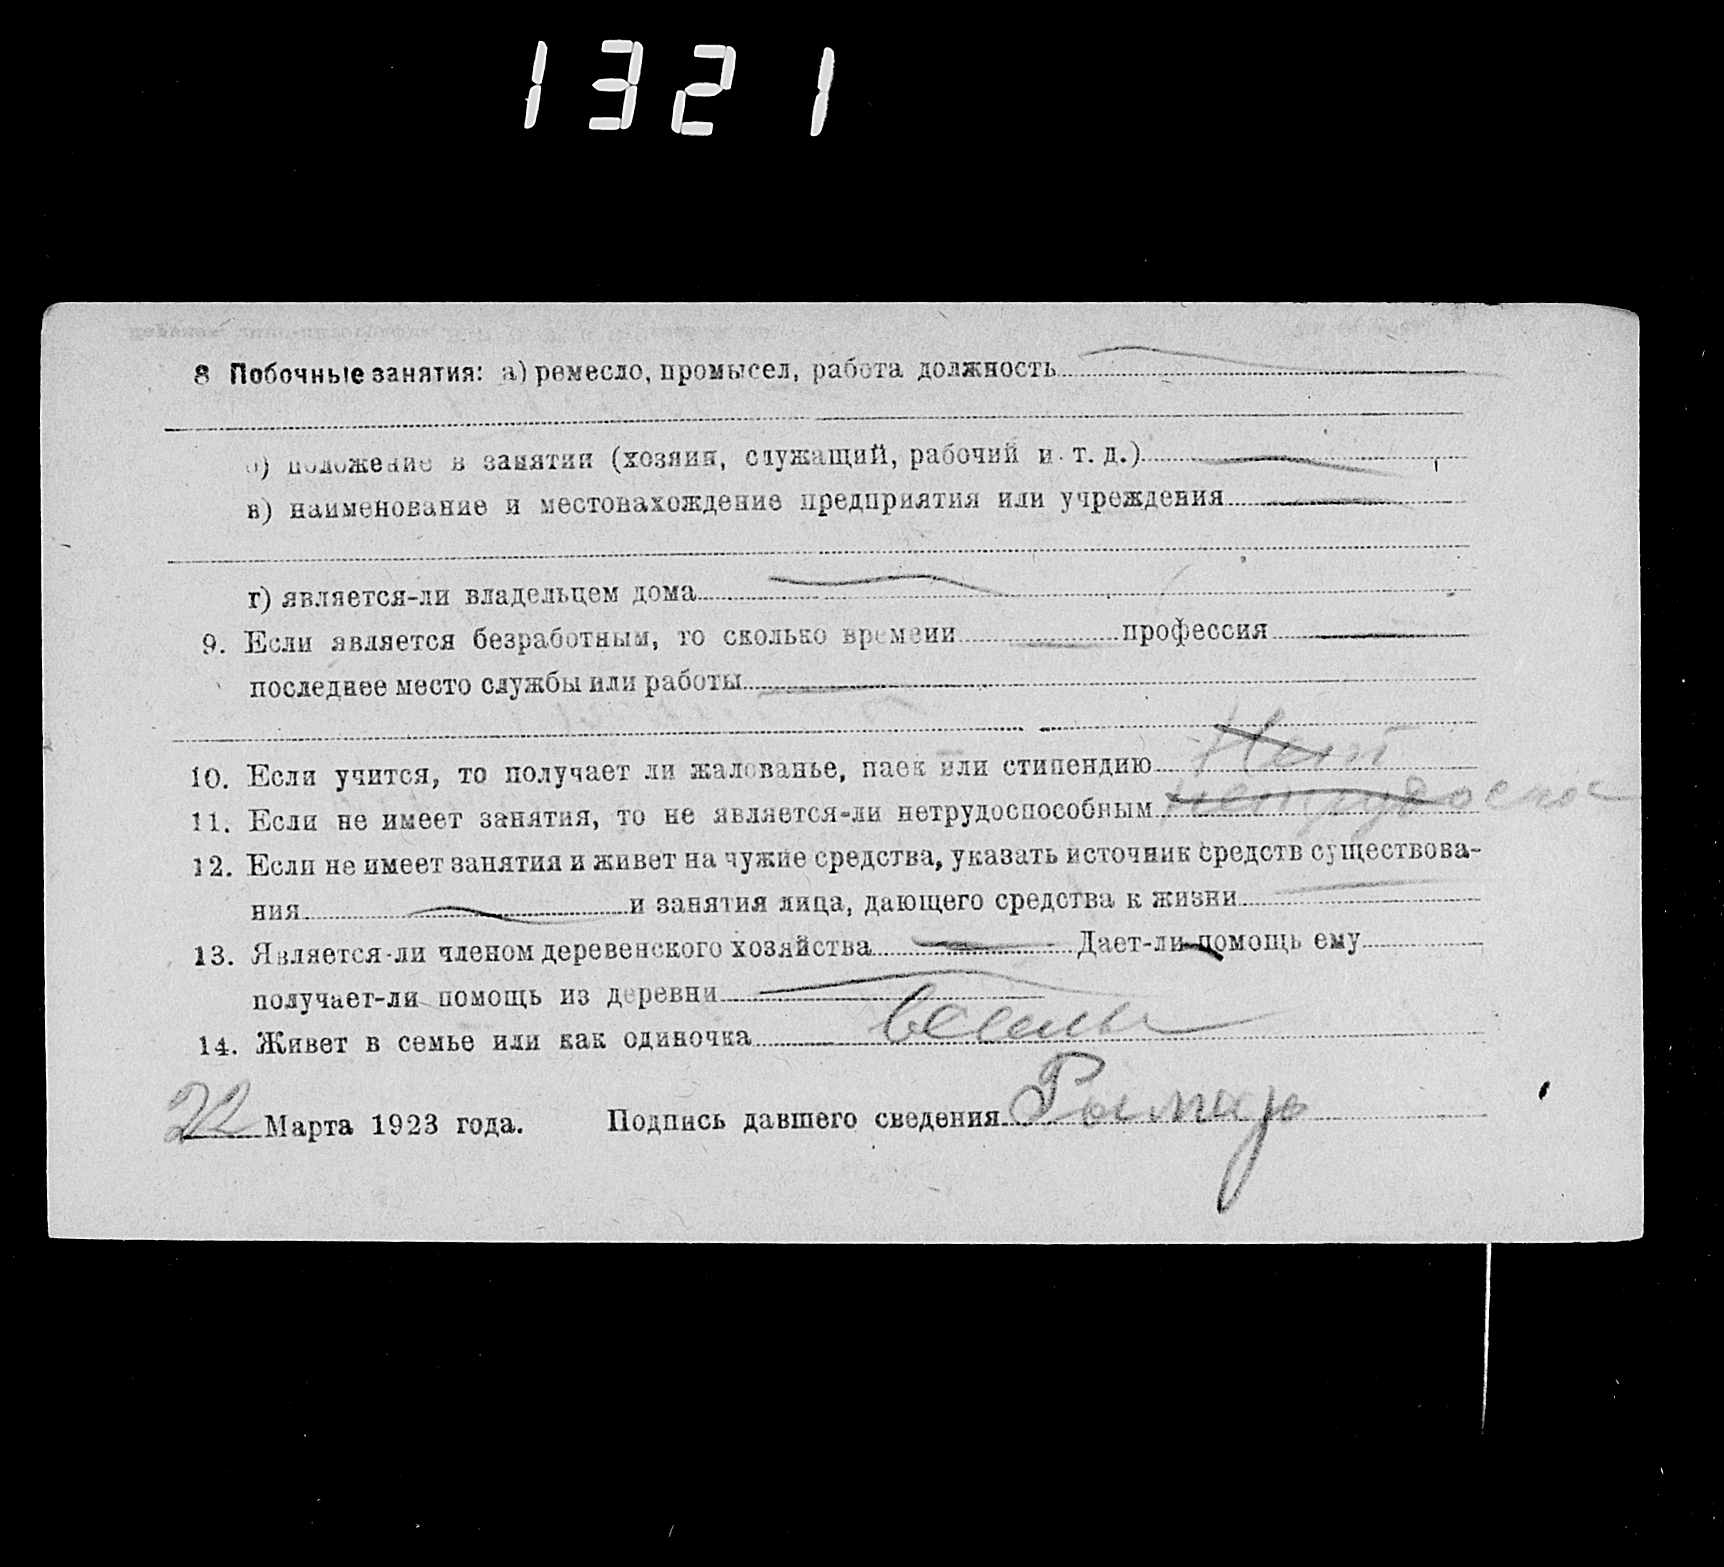 1321
8 Побочные занятия: а) ремесло, промысел, работа должность
б) положение в занятии (хозяин, служащий, рабочий и т. д.)
в) наименование и местонахождение предприятия или учреждения
г) является-ли владельцем дома
9. Если является безработным, то сколько времени профессия
последнее место службы или работы
10. Если учится, то получает ли жалованье, паек или стипендию Нет
11. Если не имеет занятия, то не является-ли нетрудоспособным нетрудоспос
12. Если не имеет занятия и живет на чужие средства, указать источник средств существова-
ния и занятия лица, дающего средства к жизни
13. Является-ли членом деревенского хозяйства Дает-ли помощь ему
получает-ли помощь из деревни
14. Живет в семье или как одиночка в семье
22 Марта 1923 года. Подпись давшего сведения